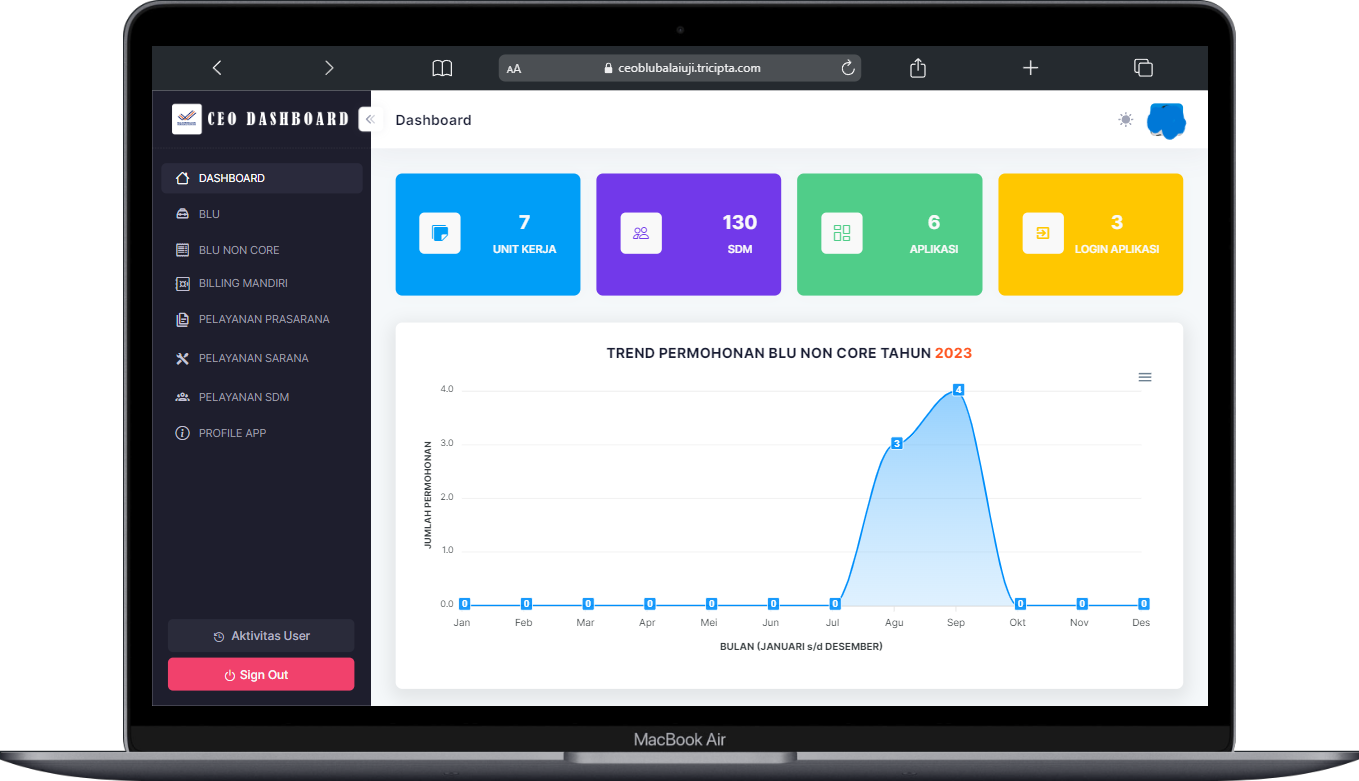 AA ceoblubalaiuji.tricipta.com
CEO DASHBOARD
Dashboard
DASHBOARD
BLU
BLU NON CORE
BILLING MANDIRI
PELAYANAN PRASARANA
PELAYANAN SARANA
PELAYANAN SDM
PROFILE APP
Aktivitas User
Sign Out
7
UNIT KERJA
130
SDM
6
APLIKASI
3
LOGIN APLIKASI
TREND PERMOHONAN BLU NON CORE TAHUN 2023
JUMLAH PERMOHONAN
4.0
3.0
2.0
1.0
0.0
0 0 0 0 0 0 0 3 4 0 0 0
Jan Feb Mar Apr Mei Jun Jul Agu Sep Okt Nov Des
BULAN (JANUARI s/d DESEMBER)
MacBook Air